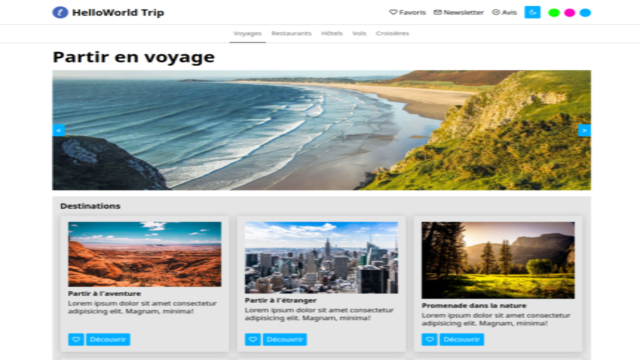 HelloWorld Trip
Favoris Newsletter Avis
Voyages Restaurants Hôtels Vols Croisières
Partir en voyage
< >
Destinations
Partir à l'aventure
Lorem ipsum dolor sit amet consectetur
adipisicing elit. Magnam, minima!
Découvrir
Partir à l'étranger
Lorem ipsum dolor sit amet consectetur
adipisicing elit. Magnam, minima!
Découvrir
Promenade dans la nature
Lorem ipsum dolor sit amet consectetur
adipisicing elit. Magnam, minima!
Découvrir